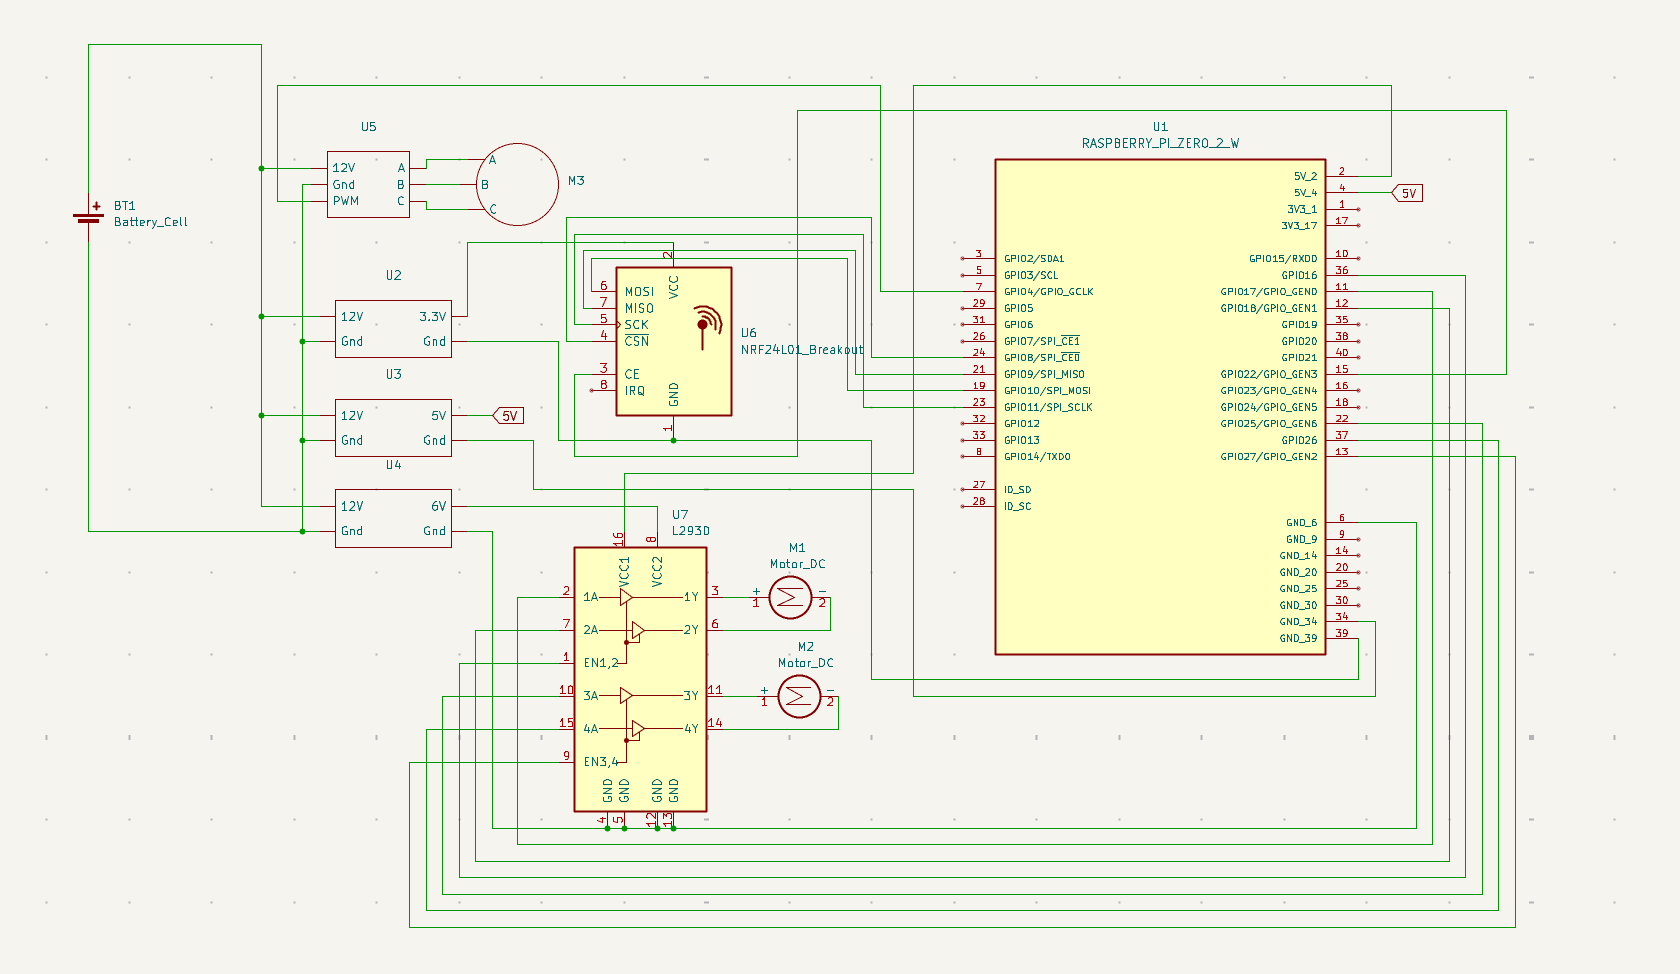 U5
12V
Gnd
PWM
A
B
C
A
B
C
M3
BT1
Battery_Cell
U2
12V
3.3V
Gnd
Gnd
U3
12V
5V
Gnd
Gnd
5V
U4
12V
6V
Gnd
Gnd
2
VCC
6
MOSI
7
MISO
5
SCK
4
CSN
3
CE
8
IRQ
GND
1
U6
NRF24L01_Breakout
U7
L293D
16
8
VCC1
VCC2
2
1A
1Y
3
7
2A
2Y
6
1
EN1,2
10
3A
3Y
11
15
4A
4Y
14
9
EN3,4
GND
GND
GND
GND
4
5
12
13
M1
Motor_DC
+
-
1
2
M2
Motor_DC
+
-
1
2
U1
RASPBERRY_PI_ZERO_2_W
5V_2
2
5V_4
4
5V
3V3_1
1
3V3_17
17
3
GPIO2/SDA1
GPIO15/RXD0
10
5
GPIO3/SCL
GPIO16
36
7
GPIO4/GPIO_GCLK
GPIO17/GPIO_GEN0
11
29
GPIO5
GPIO18/GPIO_GEN1
12
31
GPIO6
GPIO19
35
26
GPIO7/SPI_CE1
GPIO20
38
24
GPIO8/SPI_CE0
GPIO21
40
21
GPIO9/SPI_MISO
GPIO22/GPIO_GEN3
15
19
GPIO10/SPI_MOSI
GPIO23/GPIO_GEN4
16
23
GPIO11/SPI_SCLK
GPIO24/GPIO_GEN5
18
32
GPIO12
GPIO25/GPIO_GEN6
22
33
GPIO13
GPIO26
37
8
GPIO14/TXD0
GPIO27/GPIO_GEN2
13
27
ID_SD
28
ID_SC
GND_6
6
GND_9
9
GND_14
14
GND_20
20
GND_25
25
GND_30
30
GND_34
34
GND_39
39